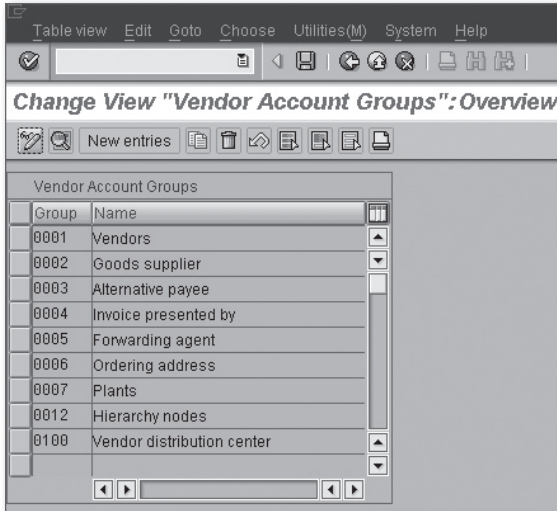 Table view Edit Goto Choose Utilities(M) System Help
Change View "Vendor Account Groups": Overview
New entries
Vendor Account Groups
Group Name
0001 Vendors
0002 Goods supplier
0003 Alternative payee
0004 Invoice presented by
0005 Forwarding agent
0006 Ordering address
0007 Plants
0012 Hierarchy nodes
0100 Vendor distribution center